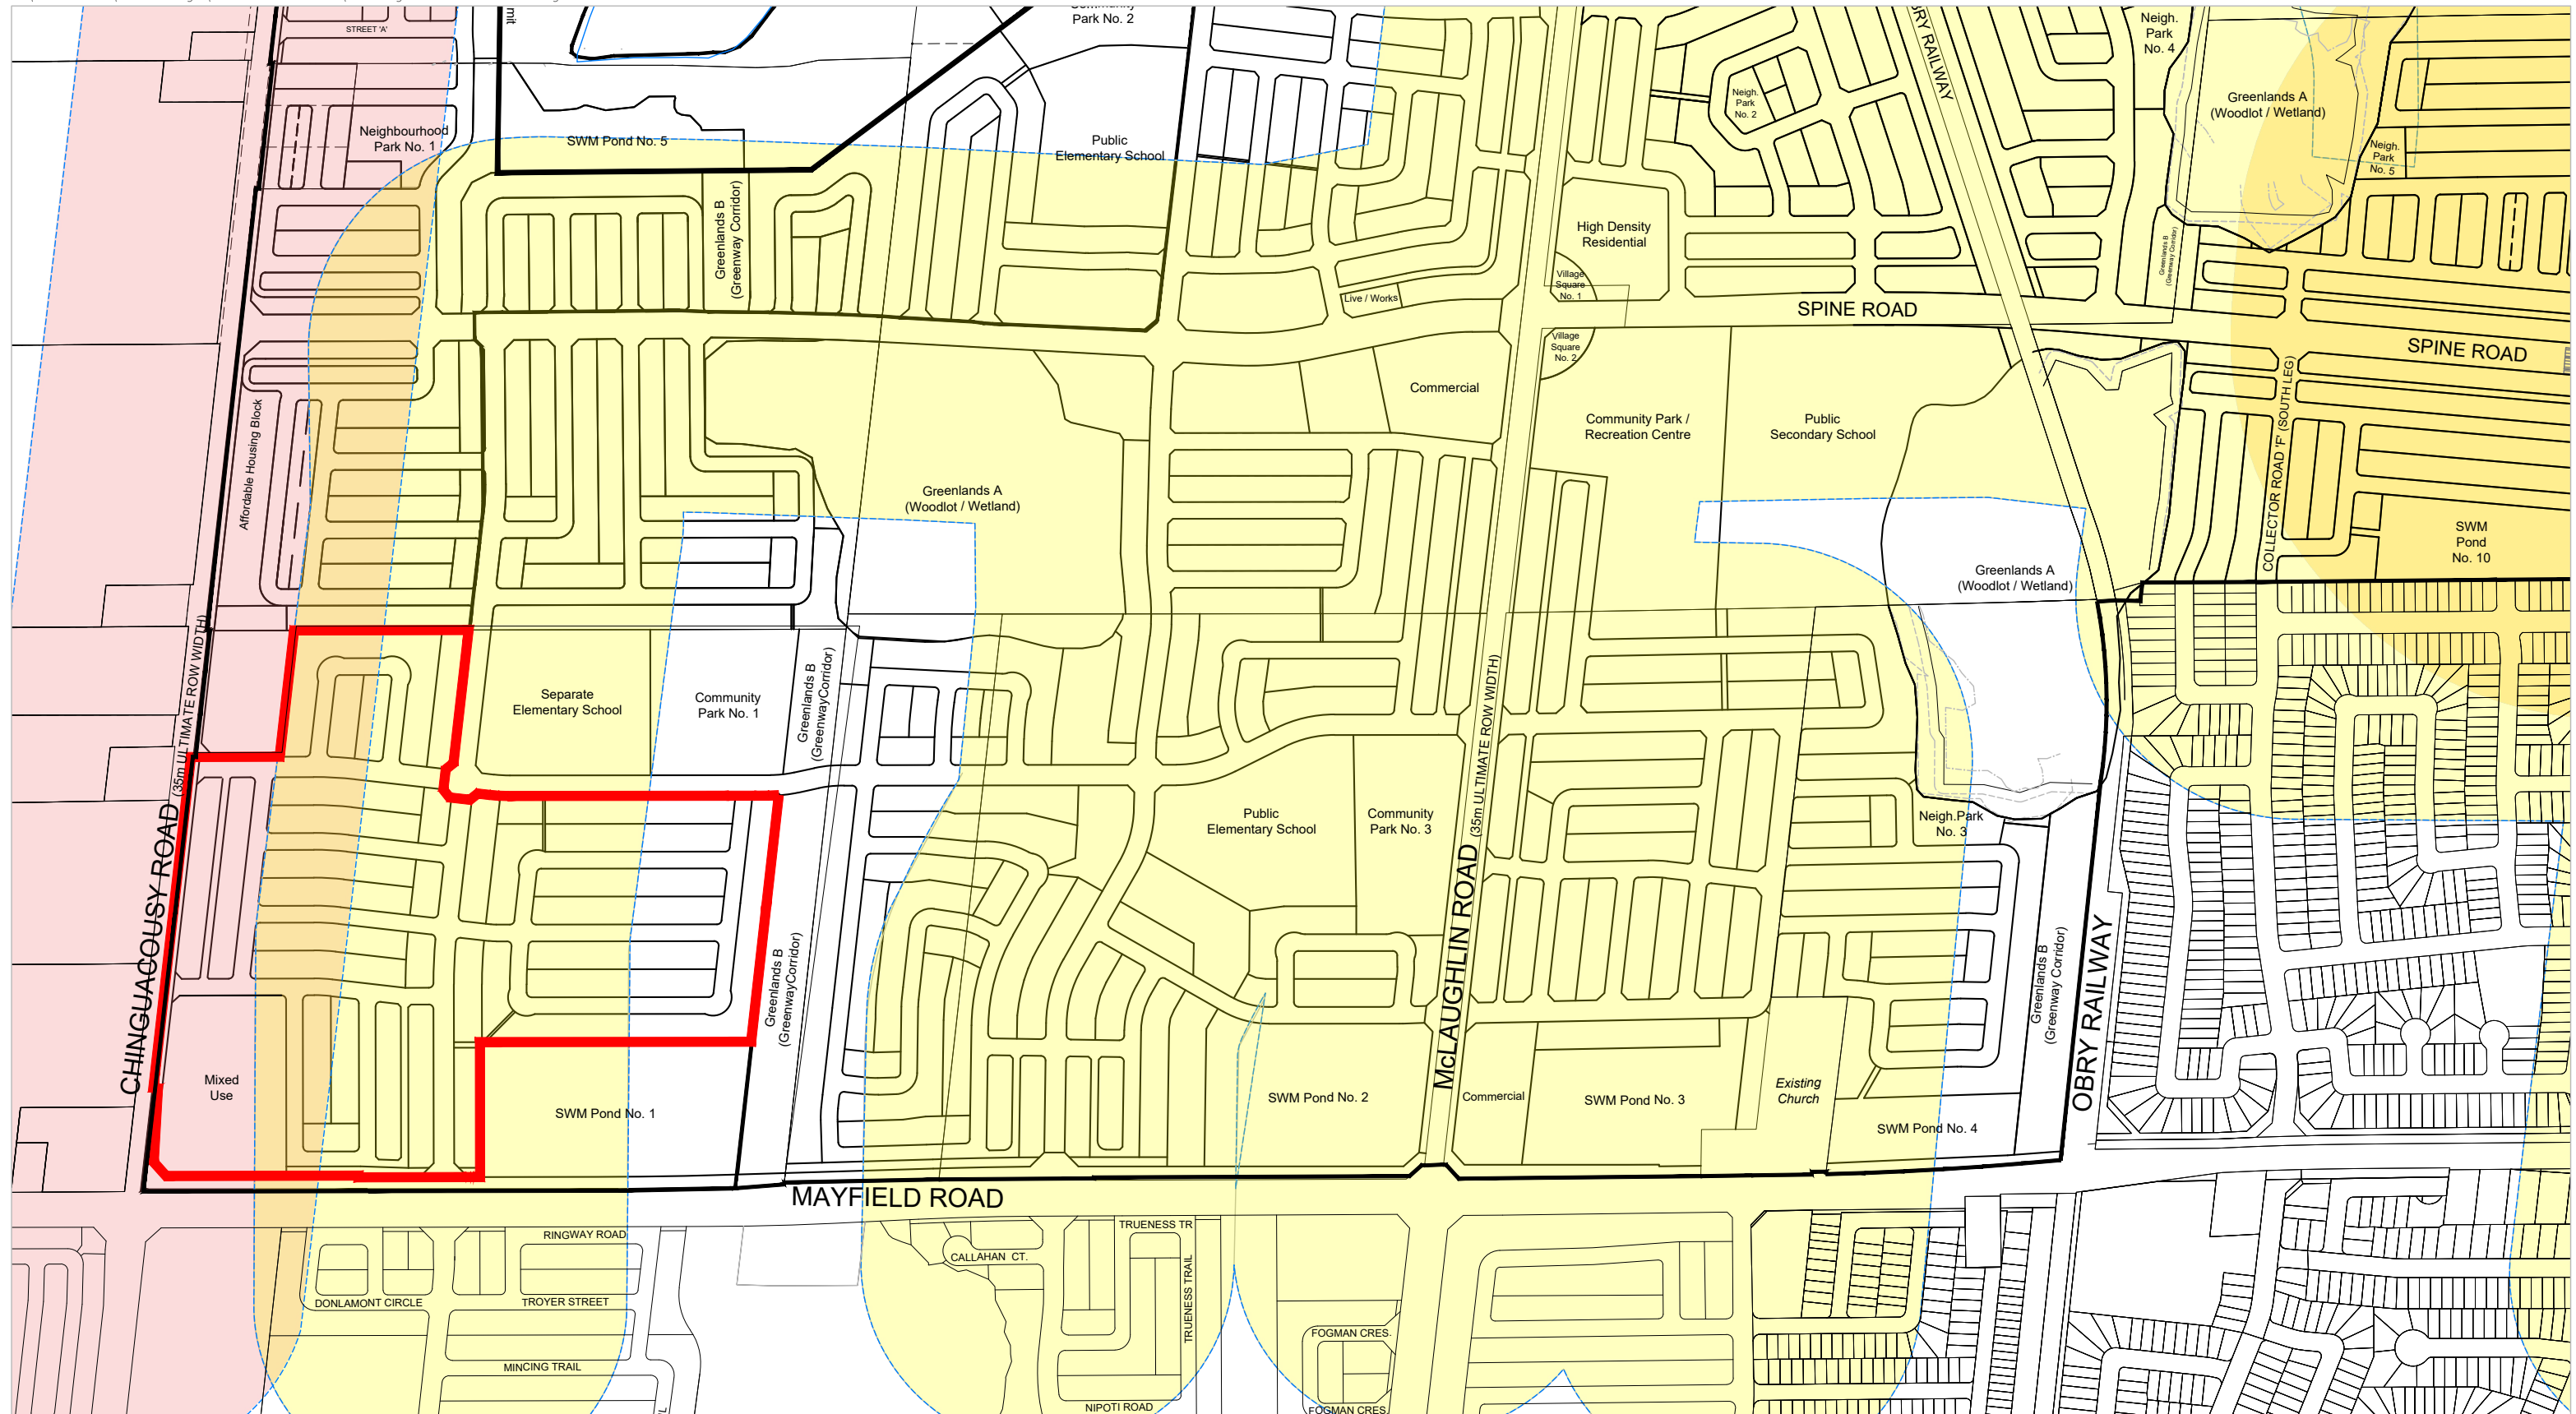 STREET 'A'
Park No. 2
Neigh.
Park
No. 4
BRY RAILWAY
Neigh.
Park
No. 2
Greenlands A
(Woodlot / Wetland)
Neighbourhood
Park No. 1
SWM Pond No. 5
Public
Elementary School
Neigh.
Park
No. 5
Greenlands B
(Greenway Corridor)
High Density
Residential
Greenlands B
(Greenway Corridor)
Village
Square
No. 1
Live / Works
SPINE ROAD
Village
Square
No. 2
SPINE ROAD
Commercial
Community Park /
Recreation Centre
Public
Secondary School
Affordable Housing Block
COLLECTOR ROAD 'F' (SOUTH LEG)
Greenlands A
(Woodlot / Wetland)
SWM
Pond
No. 10
Greenlands A
(Woodlot / Wetland)
Separate
Elementary School
Community
Park No. 1
Greenlands B
(GreenwayCorridor)
CHINGUACOUSY ROAD (35m ULTIMATE ROW WIDTH)
McLAUGHLIN ROAD (35m ULTIMATE ROW WIDTH)
Public
Elementary School
Community
Park No. 3
Neigh.Park
No. 3
Greenlands B
(GreenwayCorridor)
Greenlands B
(Greenway Corridor)
OBRY RAILWAY
Mixed
Use
SWM Pond No. 1
SWM Pond No. 2
Commercial
SWM Pond No. 3
Existing
Church
SWM Pond No. 4
MAYFIELD ROAD
RINGWAY ROAD
TRUENESS TR
CALLAHAN CT.
TRUENESS TRAIL
DONLAMONT CIRCLE
TROYER STREET
FOGMAN CRES.
MINCING TRAIL
NIPOTI ROAD
FOGMAN CRES.